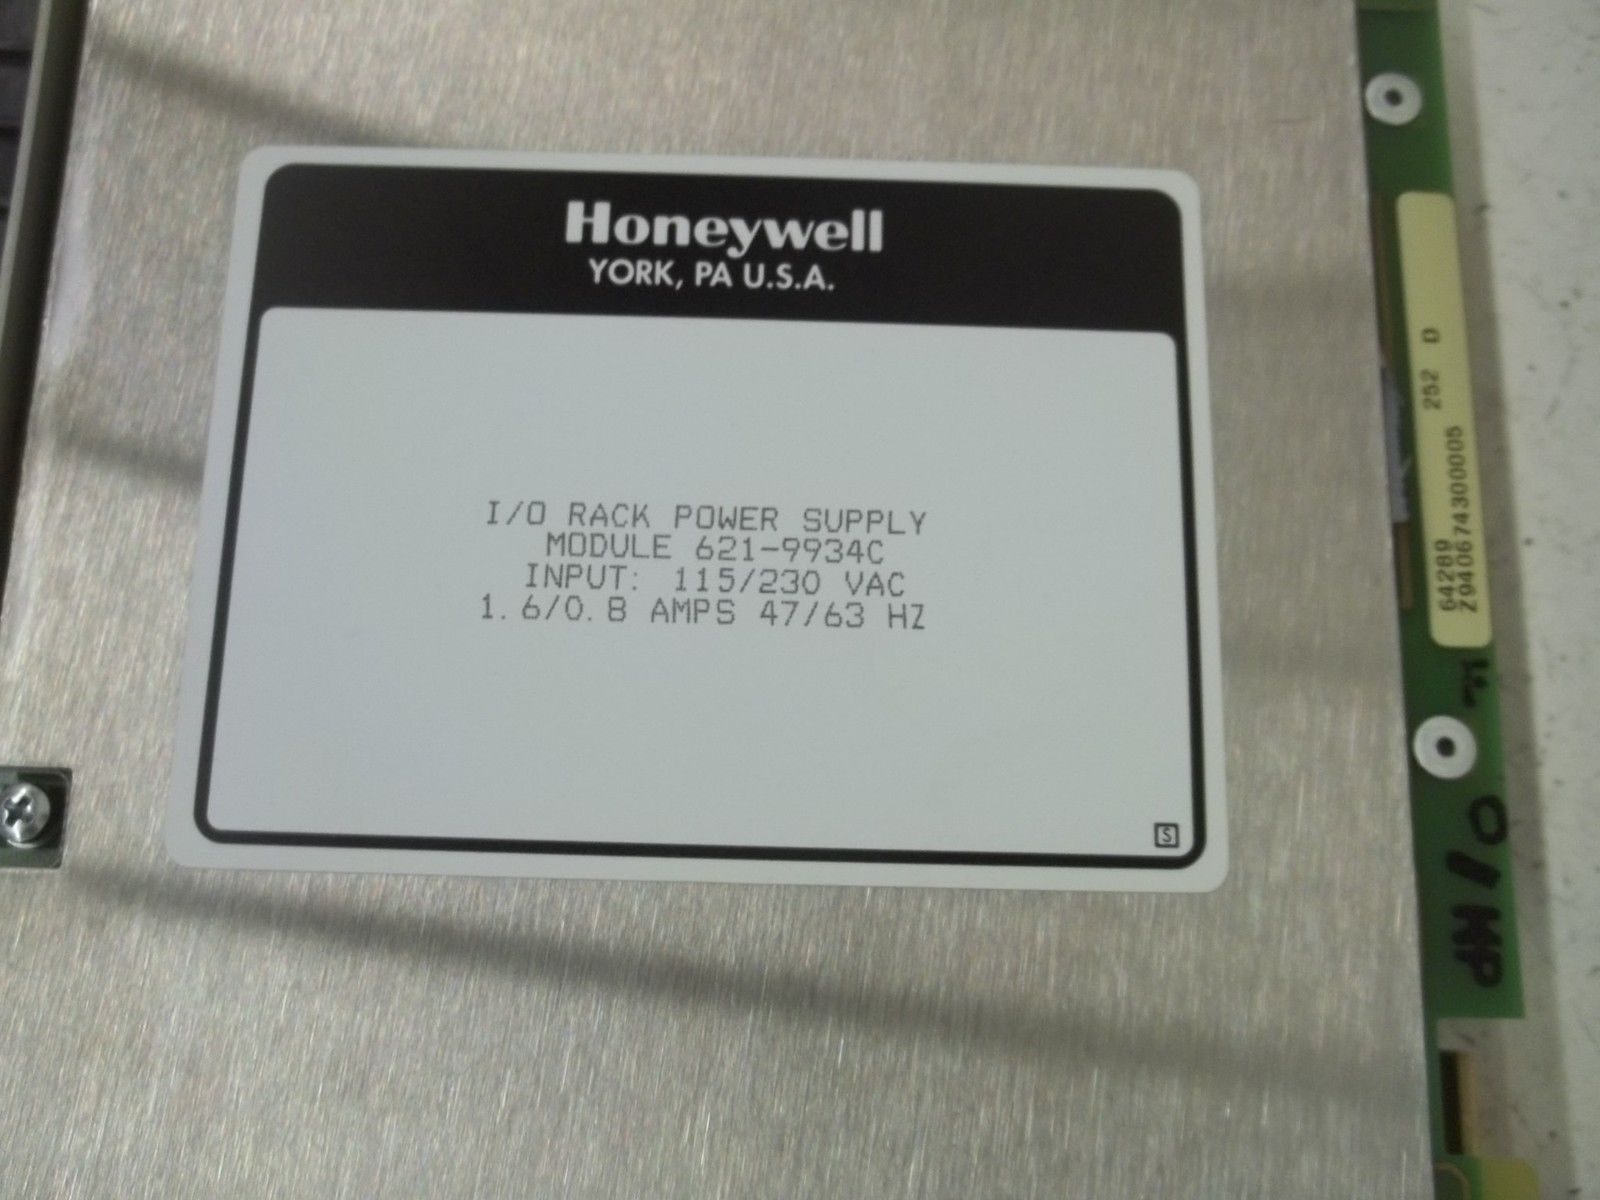 Honeywell
YORK, PA U.S.A.
I/O RACK POWER SUPPLY
MODULE 621-9934C
INPUT: 115/230 VAC
1.6/0.8 AMPS 47/63 HZ
S
64289 252 D
Z940674300005